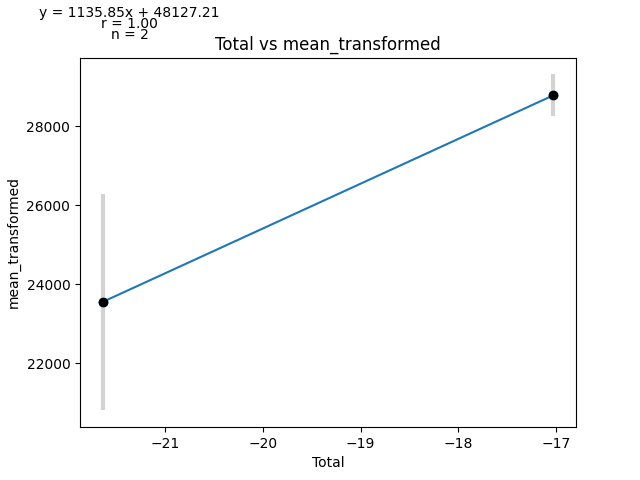 y = 1135.85x + 48127.21
r = 1.00
n = 2
Total vs mean_transformed
28000
26000
24000
22000
mean_transformed
−21
−20
−19
−18
−17
Total